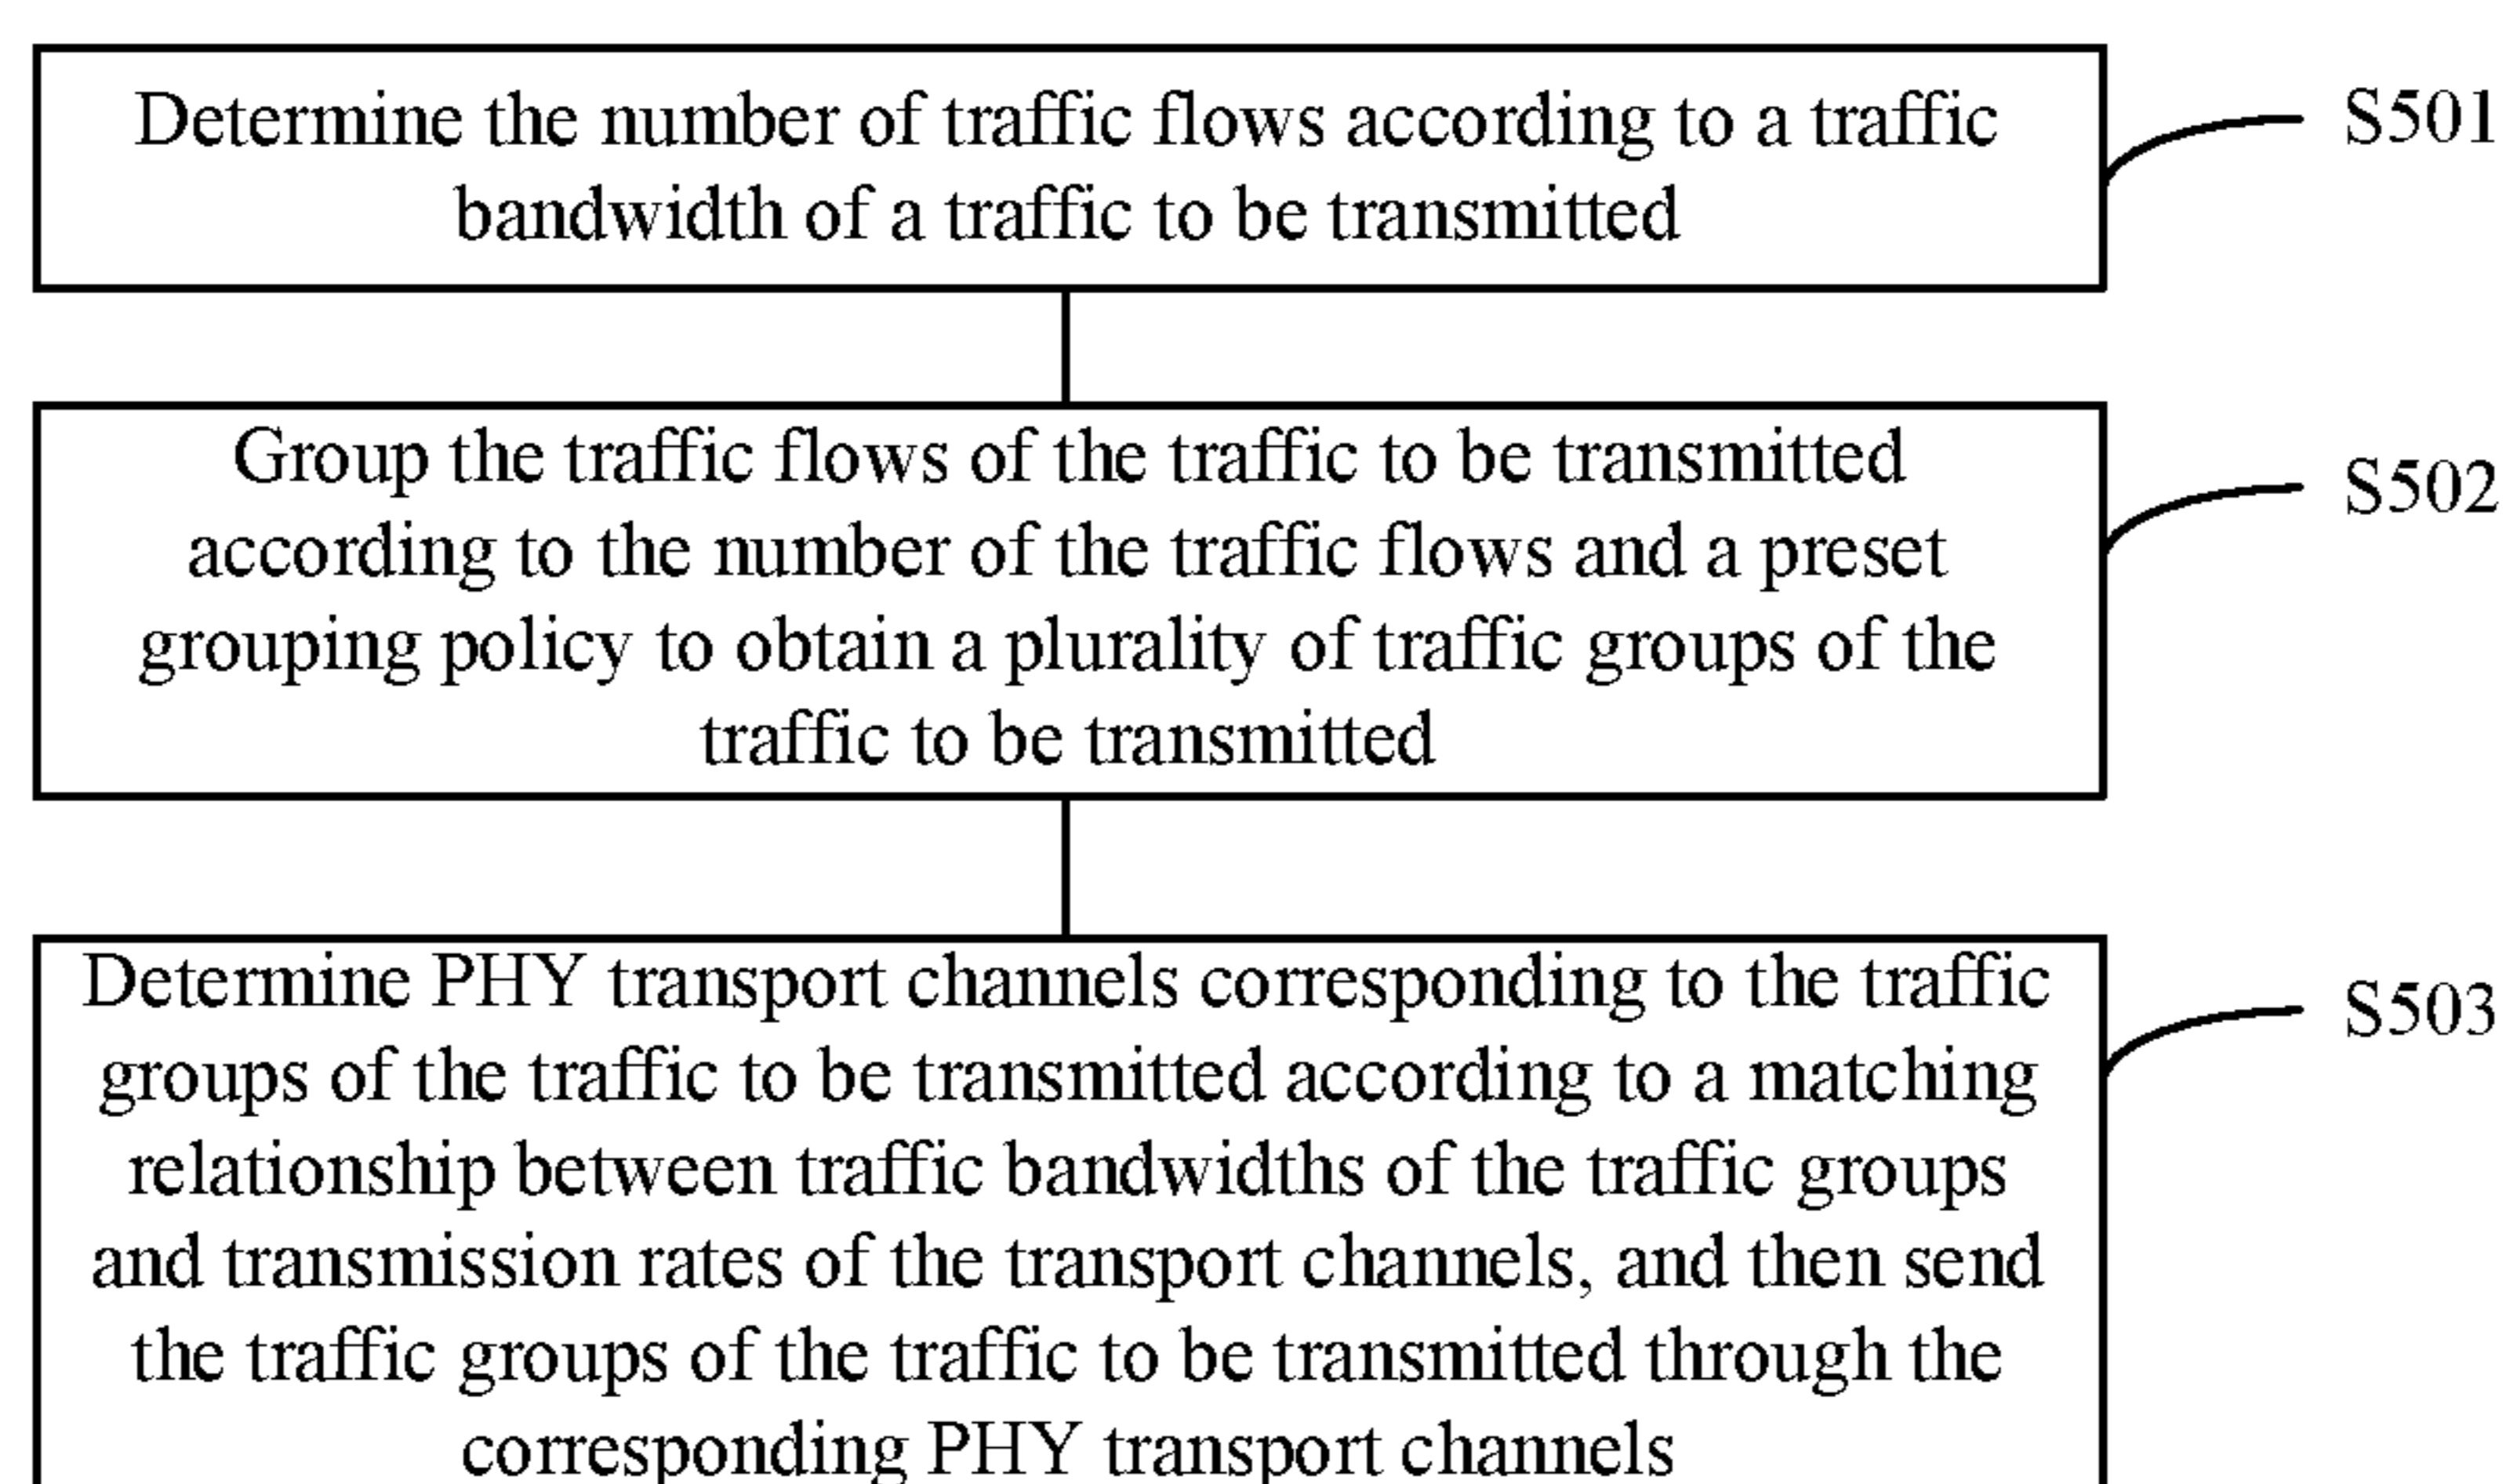 Determine the number of traffic flows according to a traffic
bandwidth of a traffic to be transmitted
S501
Group the traffic flows of the traffic to be transmitted
according to the number of the traffic flows and a preset
grouping policy to obtain a plurality of traffic groups of the
traffic to be transmitted
S502
Determine PHY transport channels corresponding to the traffic
groups of the traffic to be transmitted according to a matching
relationship between traffic bandwidths of the traffic groups
and transmission rates of the transport channels, and then send
the traffic groups of the traffic to be transmitted through the
corresponding PHY transport channels
S503